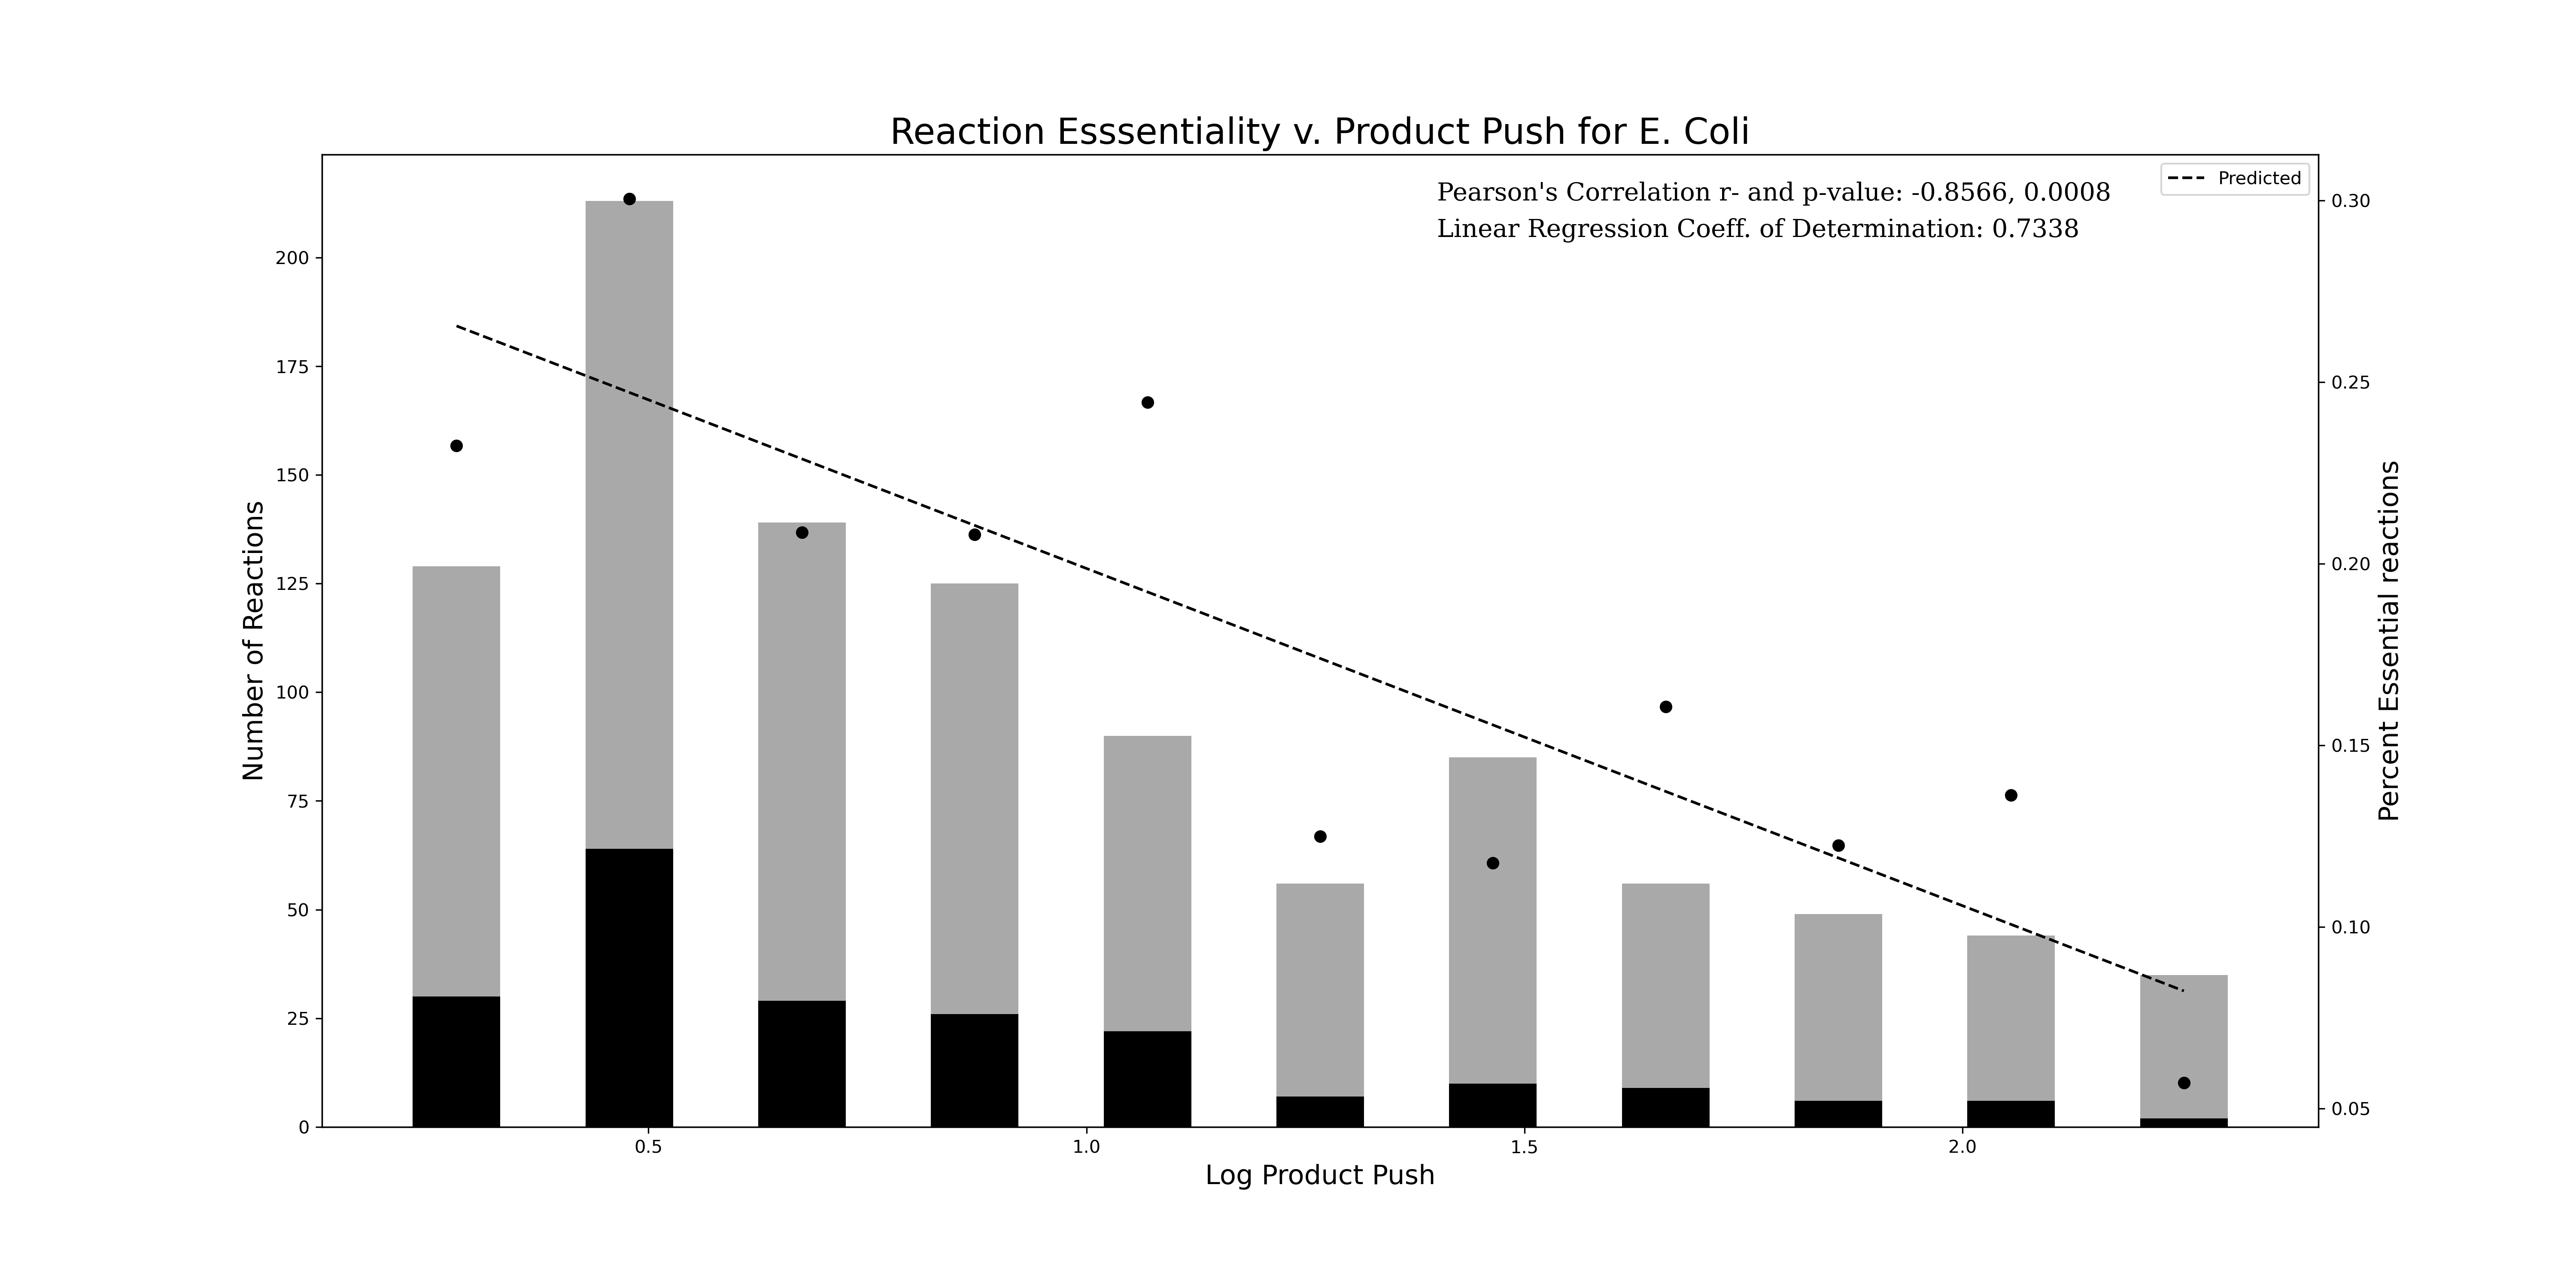 Reaction Esssentiality v. Product Push for E. Coli
Pearson's Correlation r- and p-value: -0.8566, 0.0008
Linear Regression Coeff. of Determination: 0.7338
Predicted
Number of Reactions
200
175
150
125
100
75
50
25
0
0.30
0.25
0.20
0.15
0.10
0.05
Percent Essential reactions
0.5 1.0 1.5 2.0
Log Product Push